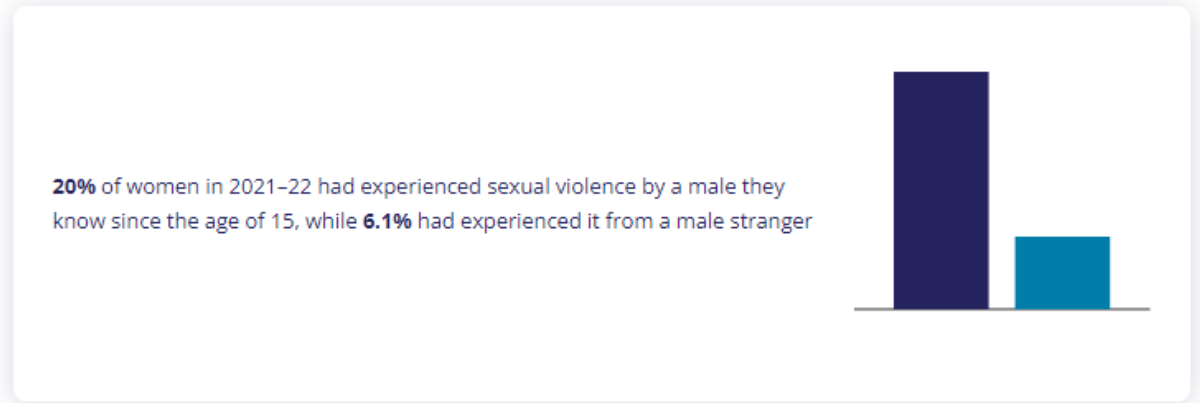 20% of women in 2021–22 had experienced sexual violence by a male they
know since the age of 15, while 6.1% had experienced it from a male stranger